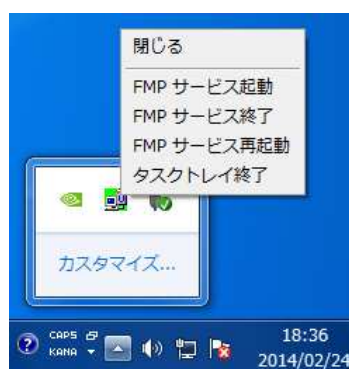 閉じる
FMP サービス起動
FMP サービス終了
FMP サービス再起動
タスクトレイ終了
カスタマイズ...
CAPS
KANA
18:36
2014/02/24